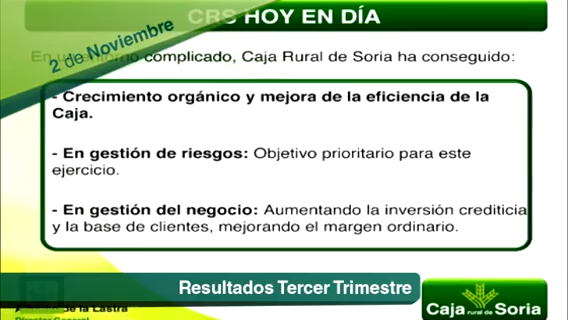 CRS HOY EN DÍA
2 de Noviembre
complicado, Caja Rural de Soria ha conseguido:
- Crecimiento orgánico y mejora de la eficiencia de la
Caja.
- En gestión de riesgos: Objetivo prioritario para este
ejercicio.
- En gestión del negocio: Aumentando la inversión crediticia
y la base de clientes, mejorando el margen ordinario.
Resultados Tercer Trimestre
de la Lastra
Director General
Caja rural de Soria